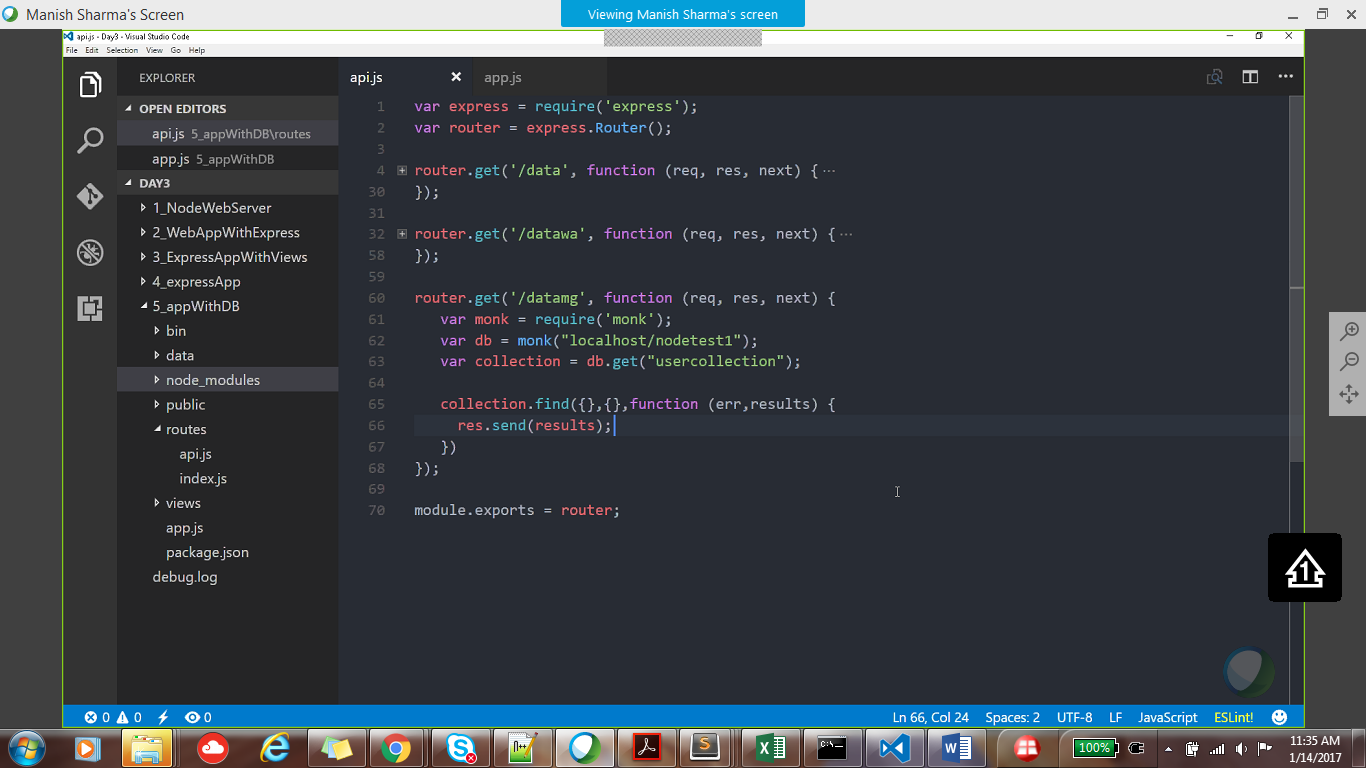 Manish Sharma's Screen
Viewing Manish Sharma's screen
api.js - Day3 - Visual Studio Code
File Edit Selection View Go Help
EXPLORER
OPEN EDITORS
api.js 5_appWithDB\routes
app.js 5_appWithDB
DAY3
1_NodeWebServer
2_WebAppWithExpress
3_ExpressAppWithViews
4_expressApp
5_appWithDB
bin
data
node_modules
public
routes
api.js
index.js
views
app.js
package.json
debug.log
api.js app.js
1 var express = require('express');
2 var router = express.Router();
3
4 router.get('/data', function (req, res, next) { ···
30 });
31
32 router.get('/datawa', function (req, res, next) { ···
58 });
59
60 router.get('/datamg', function (req, res, next) {
61 var monk = require('monk');
62 var db = monk("localhost/nodetest1");
63 var collection = db.get("usercollection");
64
65 collection.find({},{},function (err,results) {
66 res.send(results);
67 })
68 });
69
70 module.exports = router;
1
0 0 0 Ln 66, Col 24 Spaces: 2 UTF-8 LF JavaScript ESLint!
100% 11:35 AM
1/14/2017